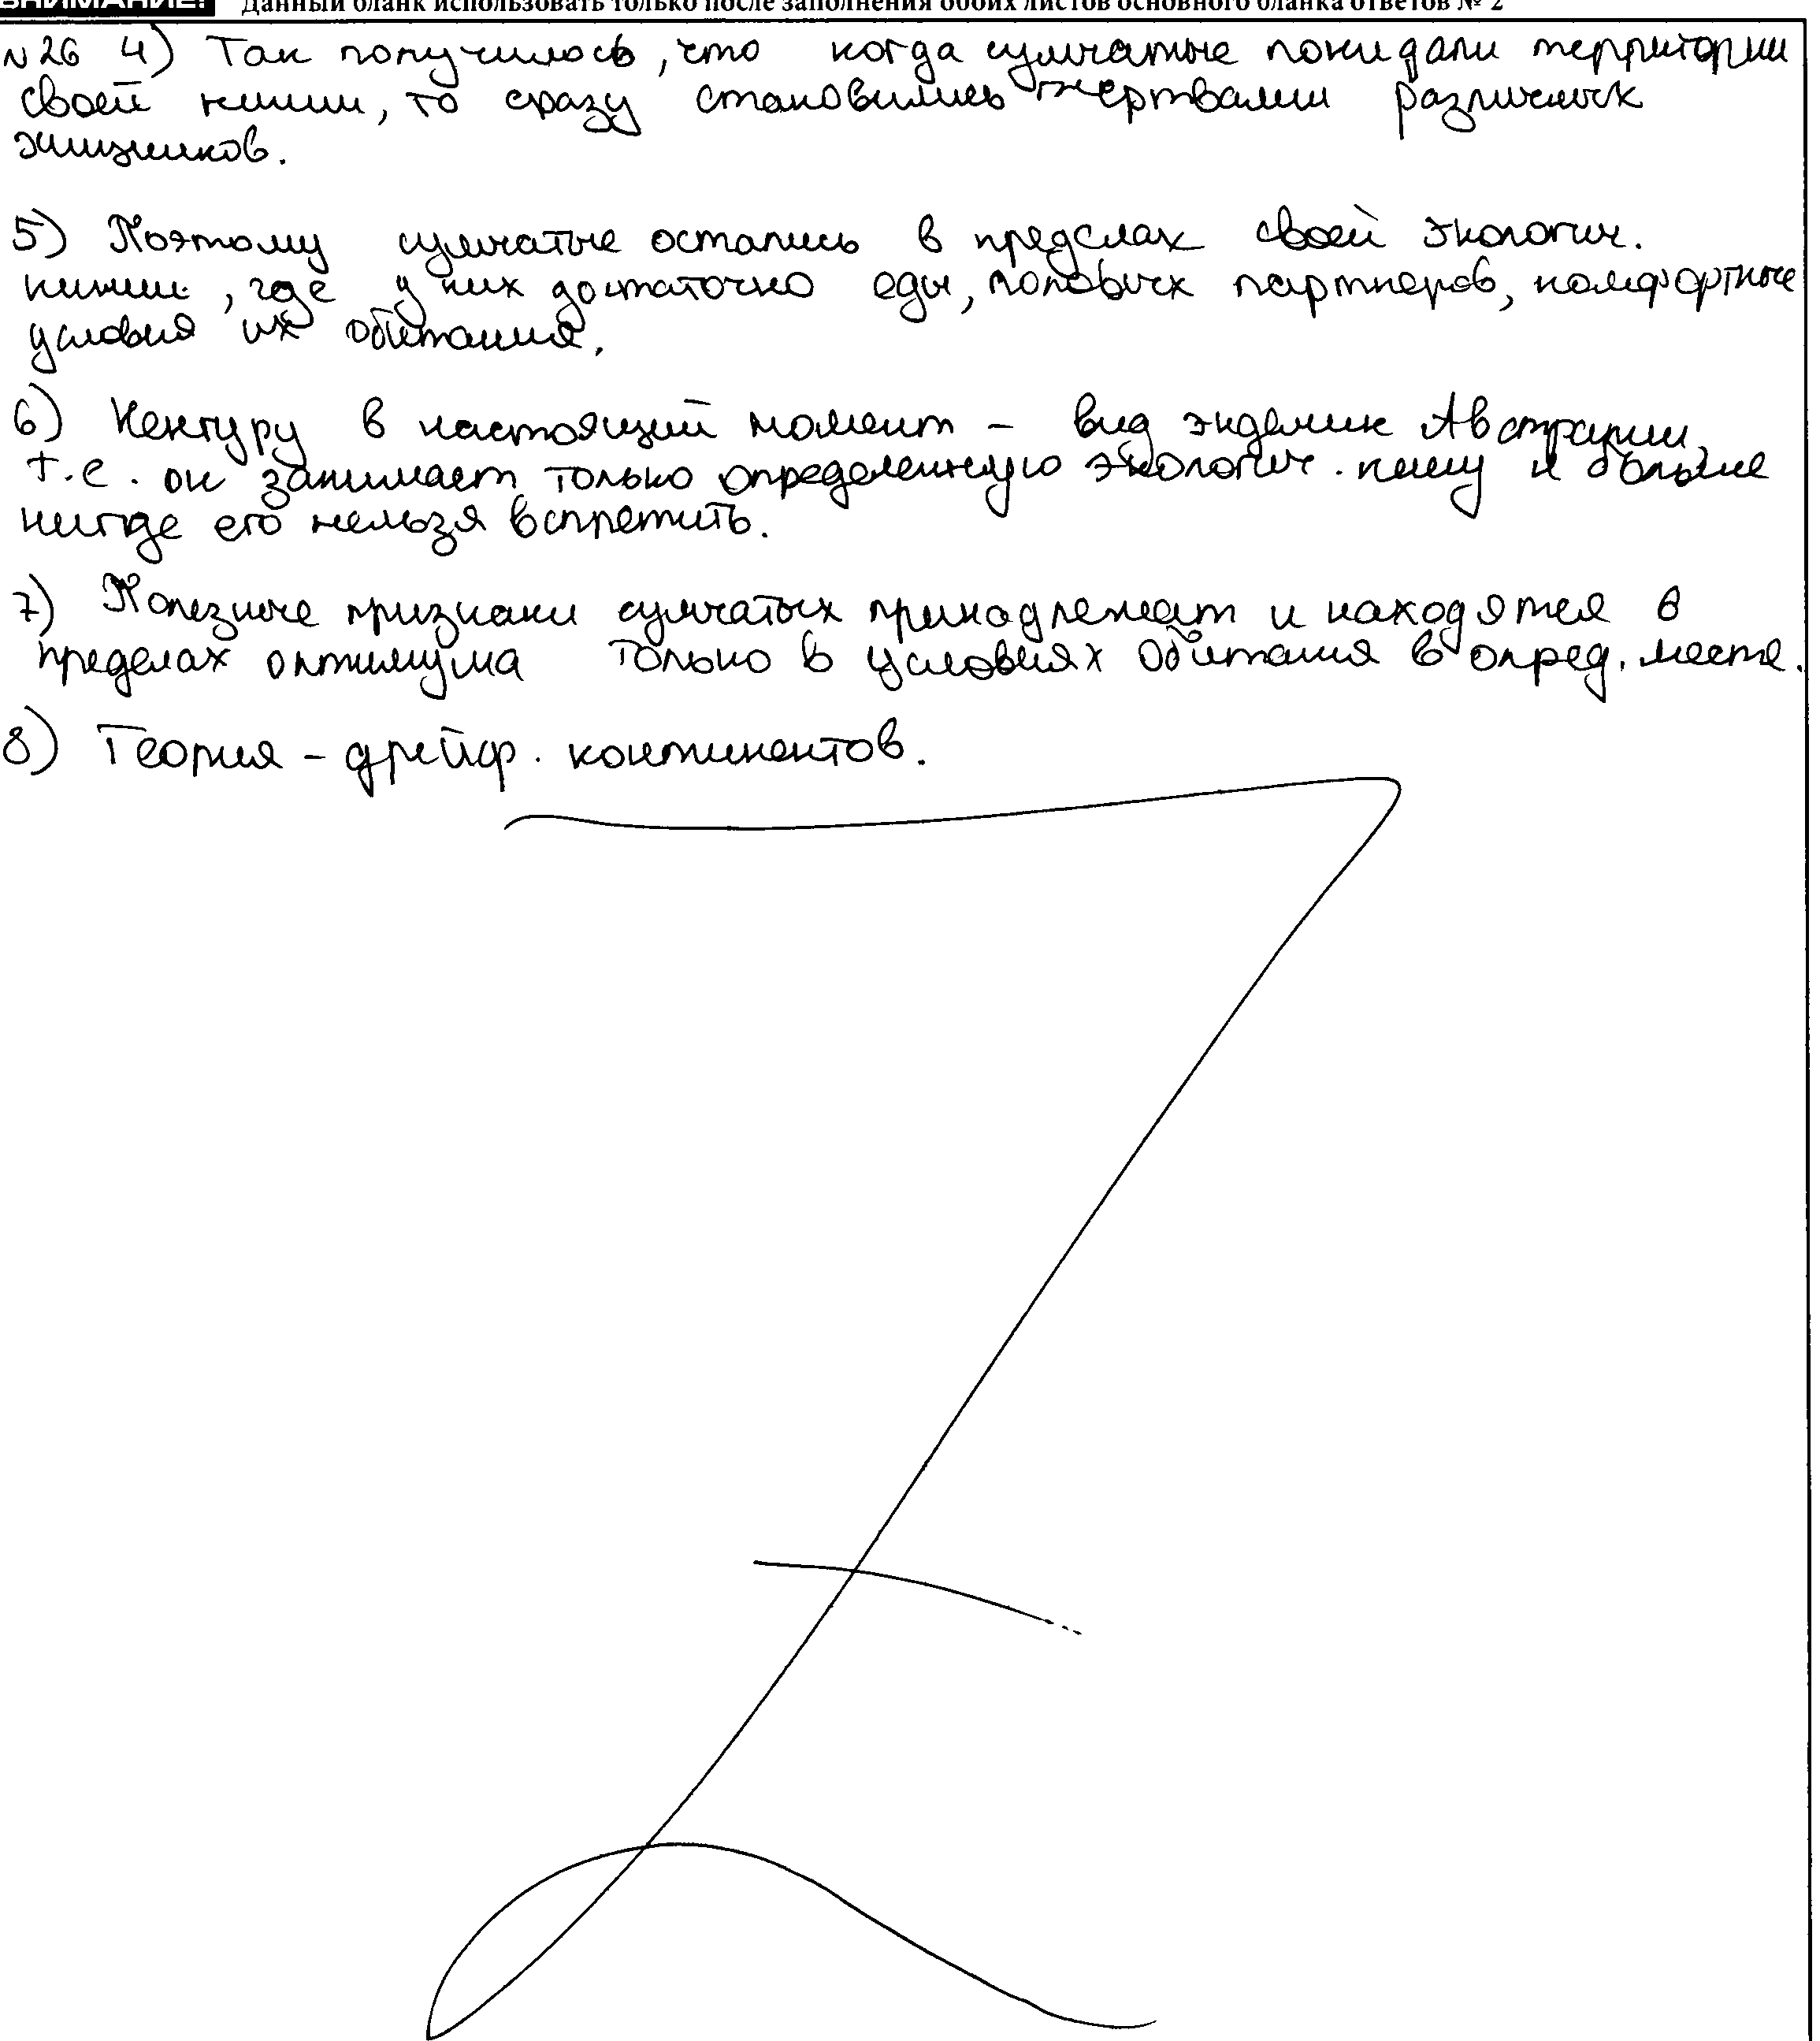 ВНИМАНИЕ! Данный бланк использовать только после заполнения обоих листов основного бланка ответов № 2
N26 4) Так получилось, что когда сумчатые покидали территории
своей ниши, то сразу становились жертвами различных
хищников.
5) Поэтому сумчатые остались в пределах своей экологич.
ниши, где у них достаточно еды, половых партнеров, комфортные
условия их обитания.
6) Кенгуру в настоящий момент – вид эндемик Австралии,
т.е. он занимает только определенную экологич. нишу и больше
нигде его нельзя встретить.
7) Полезные признаки сумчатых принадлежат и находятся в
пределах оптимума только в условиях обитания в опред. месте.
8) Теория – дрейф. континентов.